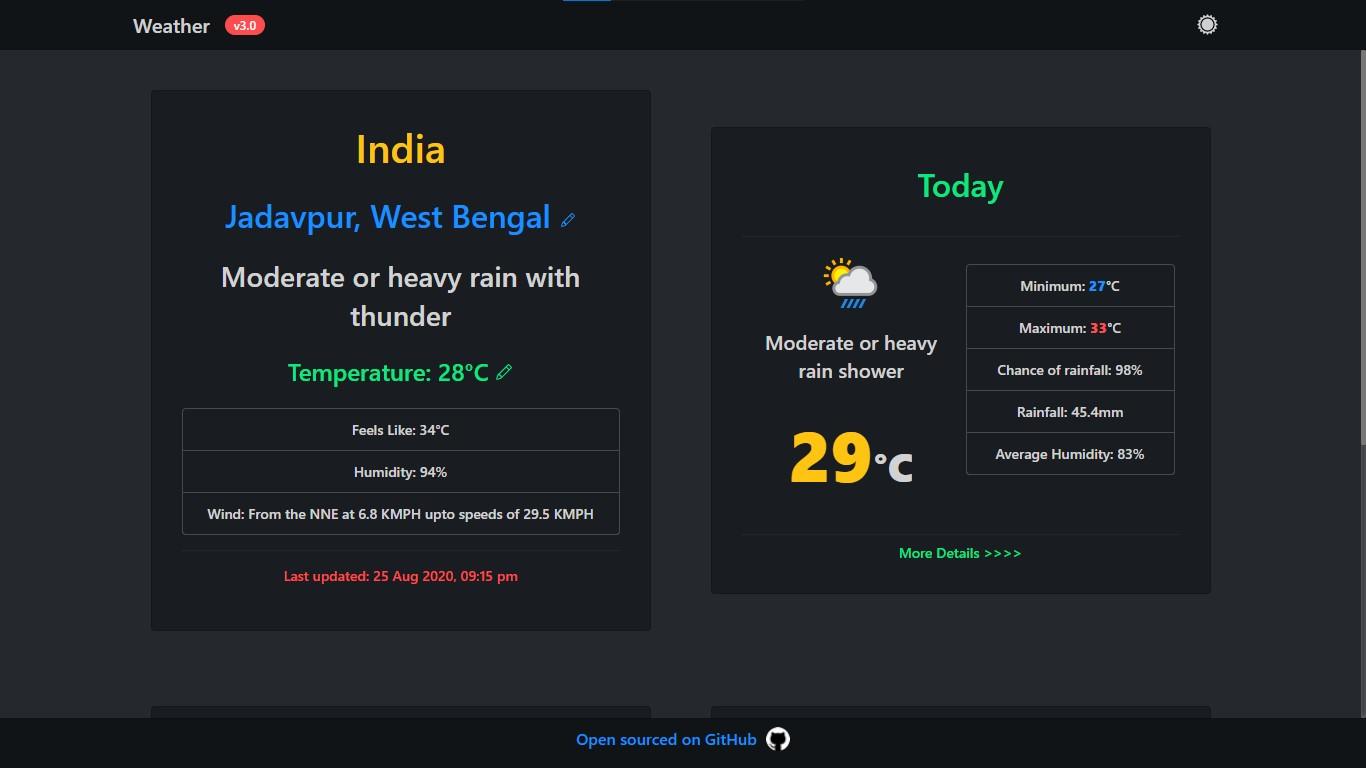 Weather v3.0
India
Jadavpur, West Bengal
Moderate or heavy rain with
thunder
Temperature: 28°C
Feels Like: 34°C
Humidity: 94%
Wind: From the NNE at 6.8 KMPH upto speeds of 29.5 KMPH
Last updated: 25 Aug 2020, 09:15 pm
Today
Moderate or heavy
rain shower
29°C
Minimum: 27°C
Maximum: 33°C
Chance of rainfall: 98%
Rainfall: 45.4mm
Average Humidity: 83%
More Details >>>>
Open sourced on GitHub